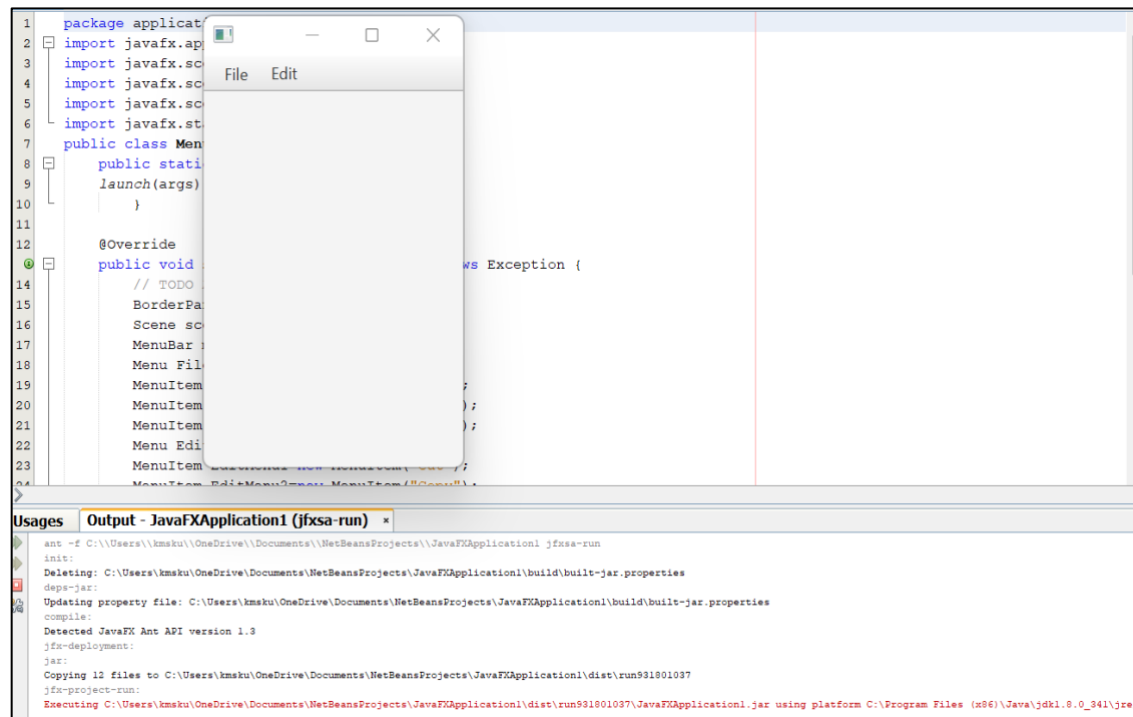 1 package applicat
2 import javafx.ap
3 import javafx.sc
4 import javafx.sc
5 import javafx.sc
6 import javafx.st
7 public class Men
8 public stati
9 launch(args)
10 }
11
12 @Override
public void ws Exception {
14 // TODO
15 BorderPa
16 Scene sc
17 MenuBar
18 Menu Fil
19 MenuItem ;
20 MenuItem );
21 MenuItem );
22 Menu Edi
23 MenuItem
24 MenuItem EditMenu2=new MenuItem("Copy");
File Edit
Usages Output - JavaFXApplication1 (jfxsa-run) ×
ant -f C:\\Users\\kmsku\\OneDrive\\Documents\\NetBeansProjects\\JavaFXApplication1 jfxsa-run
init:
Deleting: C:\Users\kmsku\OneDrive\Documents\NetBeansProjects\JavaFXApplication1\build\built-jar.properties
deps-jar:
Updating property file: C:\Users\kmsku\OneDrive\Documents\NetBeansProjects\JavaFXApplication1\build\built-jar.properties
compile:
Detected JavaFX Ant API version 1.3
jfx-deployment:
jar:
Copying 12 files to C:\Users\kmsku\OneDrive\Documents\NetBeansProjects\JavaFXApplication1\dist\run931801037
jfx-project-run:
Executing C:\Users\kmsku\OneDrive\Documents\NetBeansProjects\JavaFXApplication1\dist\run931801037\JavaFXApplication1.jar using platform C:\Program Files (x86)\Java\jdk1.8.0_341\jre